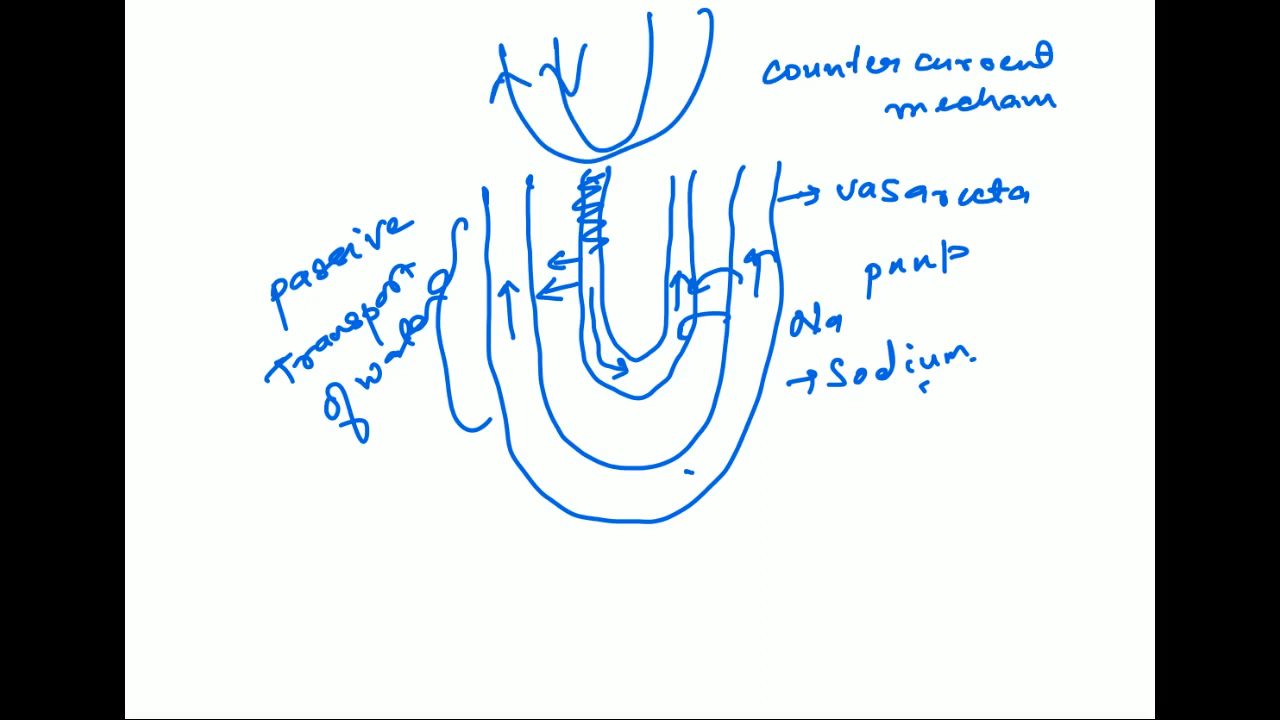 counter current
mecham
→ vasarecta
pump
Na
→ Sodium.
passive
Transport
of water